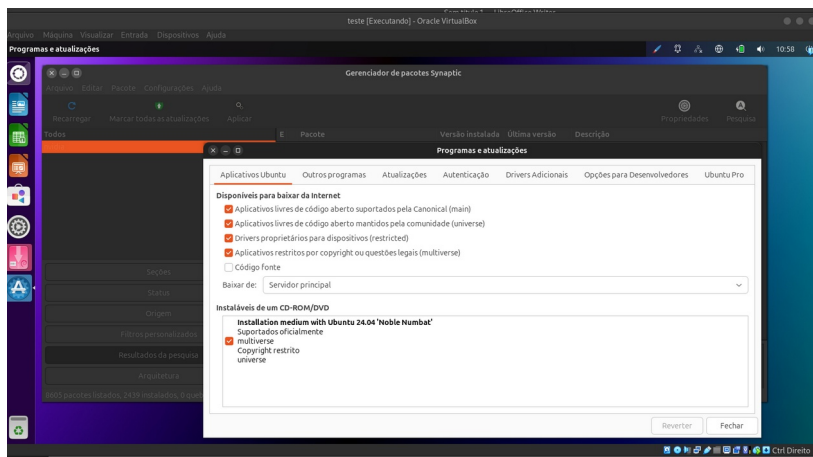 teste [Executando] - Oracle VirtualBox
Arquivo Máquina Visualizar Entrada Dispositivos Ajuda
Programas e atualizações
10:58
Gerenciador de pacotes Synaptic
Arquivo Editar Pacote Configurações Ajuda
Recarregar Marcar todas as atualizações Aplicar Propriedades Pesquisa
Todos E Pacote Versão instalada Última versão Descrição
Programas e atualizações
Aplicativos Ubuntu Outros programas Atualizações Autenticação Drivers Adicionais Opções para Desenvolvedores Ubuntu Pro
Disponíveis para baixar da Internet
Aplicativos livres de código aberto suportados pela Canonical (main)
Aplicativos livres de código aberto mantidos pela comunidade (universe)
Drivers proprietários para dispositivos (restricted)
Aplicativos restritos por copyright ou questões legais (multiverse)
Código fonte
Baixar de: Servidor principal
Instaláveis de um CD-ROM/DVD
Installation medium with Ubuntu 24.04 'Noble Numbat'
Suportados oficialmente
multiverse
Copyright restrito
universe
Seções
Status
Origem
Filtros personalizados
Resultados da pesquisa
Arquitetura
8605 pacotes listados, 2439 instalados, 0
Reverter Fechar
Ctrl Direito